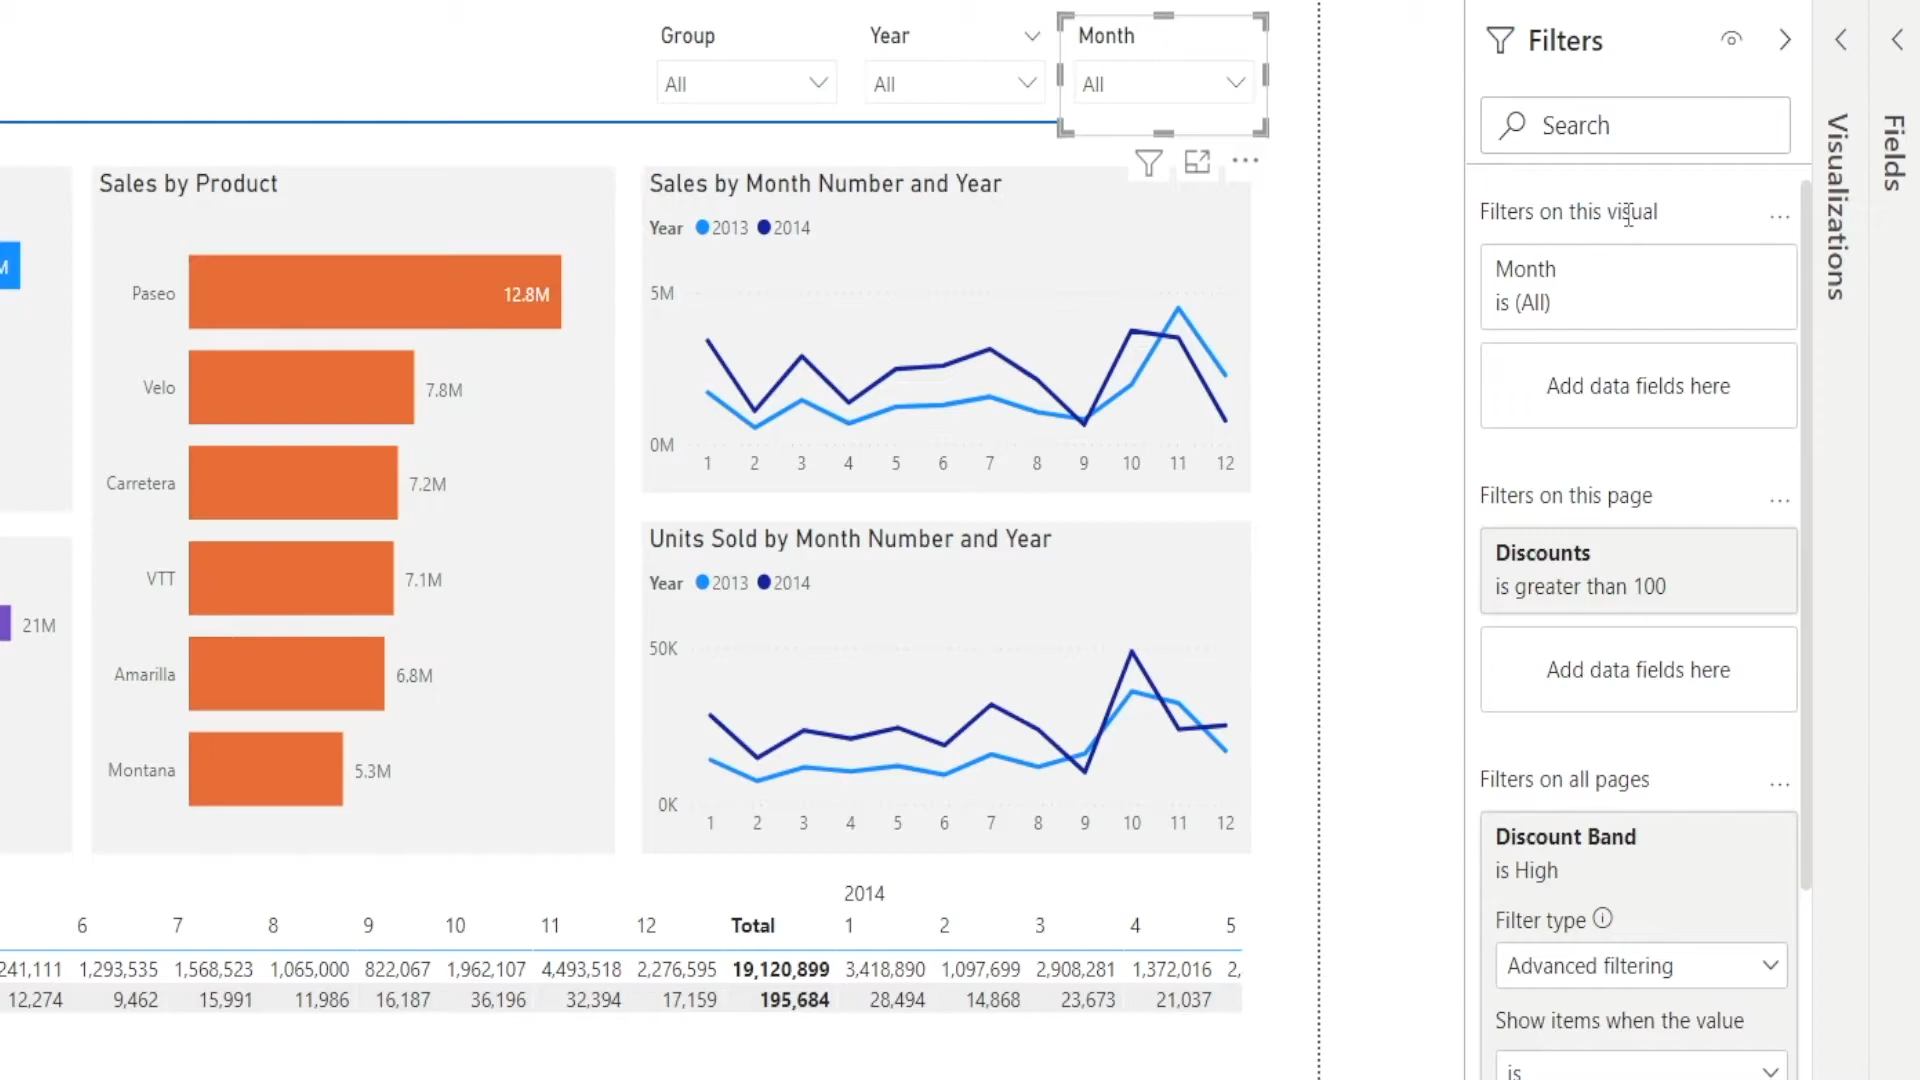 Group
Year
Month
All
All
All
Filters
Search
Visualizations
Fields
M
21M
Sales by Product
Paseo
12.8M
Velo
7.8M
Carretera
7.2M
VTT
7.1M
Amarilla
6.8M
Montana
5.3M
Sales by Month Number and Year
Year 2013 2014
5M
0M
1 2 3 4 5 6 7 8 9 10 11 12
Units Sold by Month Number and Year
Year 2013 2014
50K
0K
1 2 3 4 5 6 7 8 9 10 11 12
2014
6 7 8 9 10 11 12 Total 1 2 3 4 5
241,111 1,293,535 1,568,523 1,065,000 822,067 1,962,107 4,493,518 2,276,595 19,120,899 3,418,890 1,097,699 2,908,281 1,372,016 2,
12,274 9,462 15,991 11,986 16,187 36,196 32,394 17,159 195,684 28,494 14,868 23,673 21,037
Filters on this visual
Month
is (All)
Add data fields here
Filters on this page
Discounts
is greater than 100
Add data fields here
Filters on all pages
Discount Band
is High
Filter type
Advanced filtering
Show items when the value
is